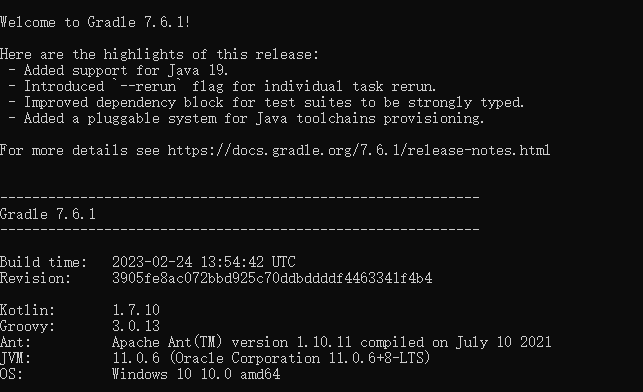 Welcome to Gradle 7.6.1!
Here are the highlights of this release:
- Added support for Java 19.
- Introduced `--rerun` flag for individual task rerun.
- Improved dependency block for test suites to be strongly typed.
- Added a pluggable system for Java toolchains provisioning.
For more details see https://docs.gradle.org/7.6.1/release-notes.html
------------------------------------------------------------
Gradle 7.6.1
------------------------------------------------------------
Build time:   2023-02-24 13:54:42 UTC
Revision:     3905fe8ac072bbd925c70ddbddddf4463341f4b4
Kotlin:       1.7.10
Groovy:       3.0.13
Ant:          Apache Ant(TM) version 1.10.11 compiled on July 10 2021
JVM:          11.0.6 (Oracle Corporation 11.0.6+8-LTS)
OS:           Windows 10 10.0 amd64